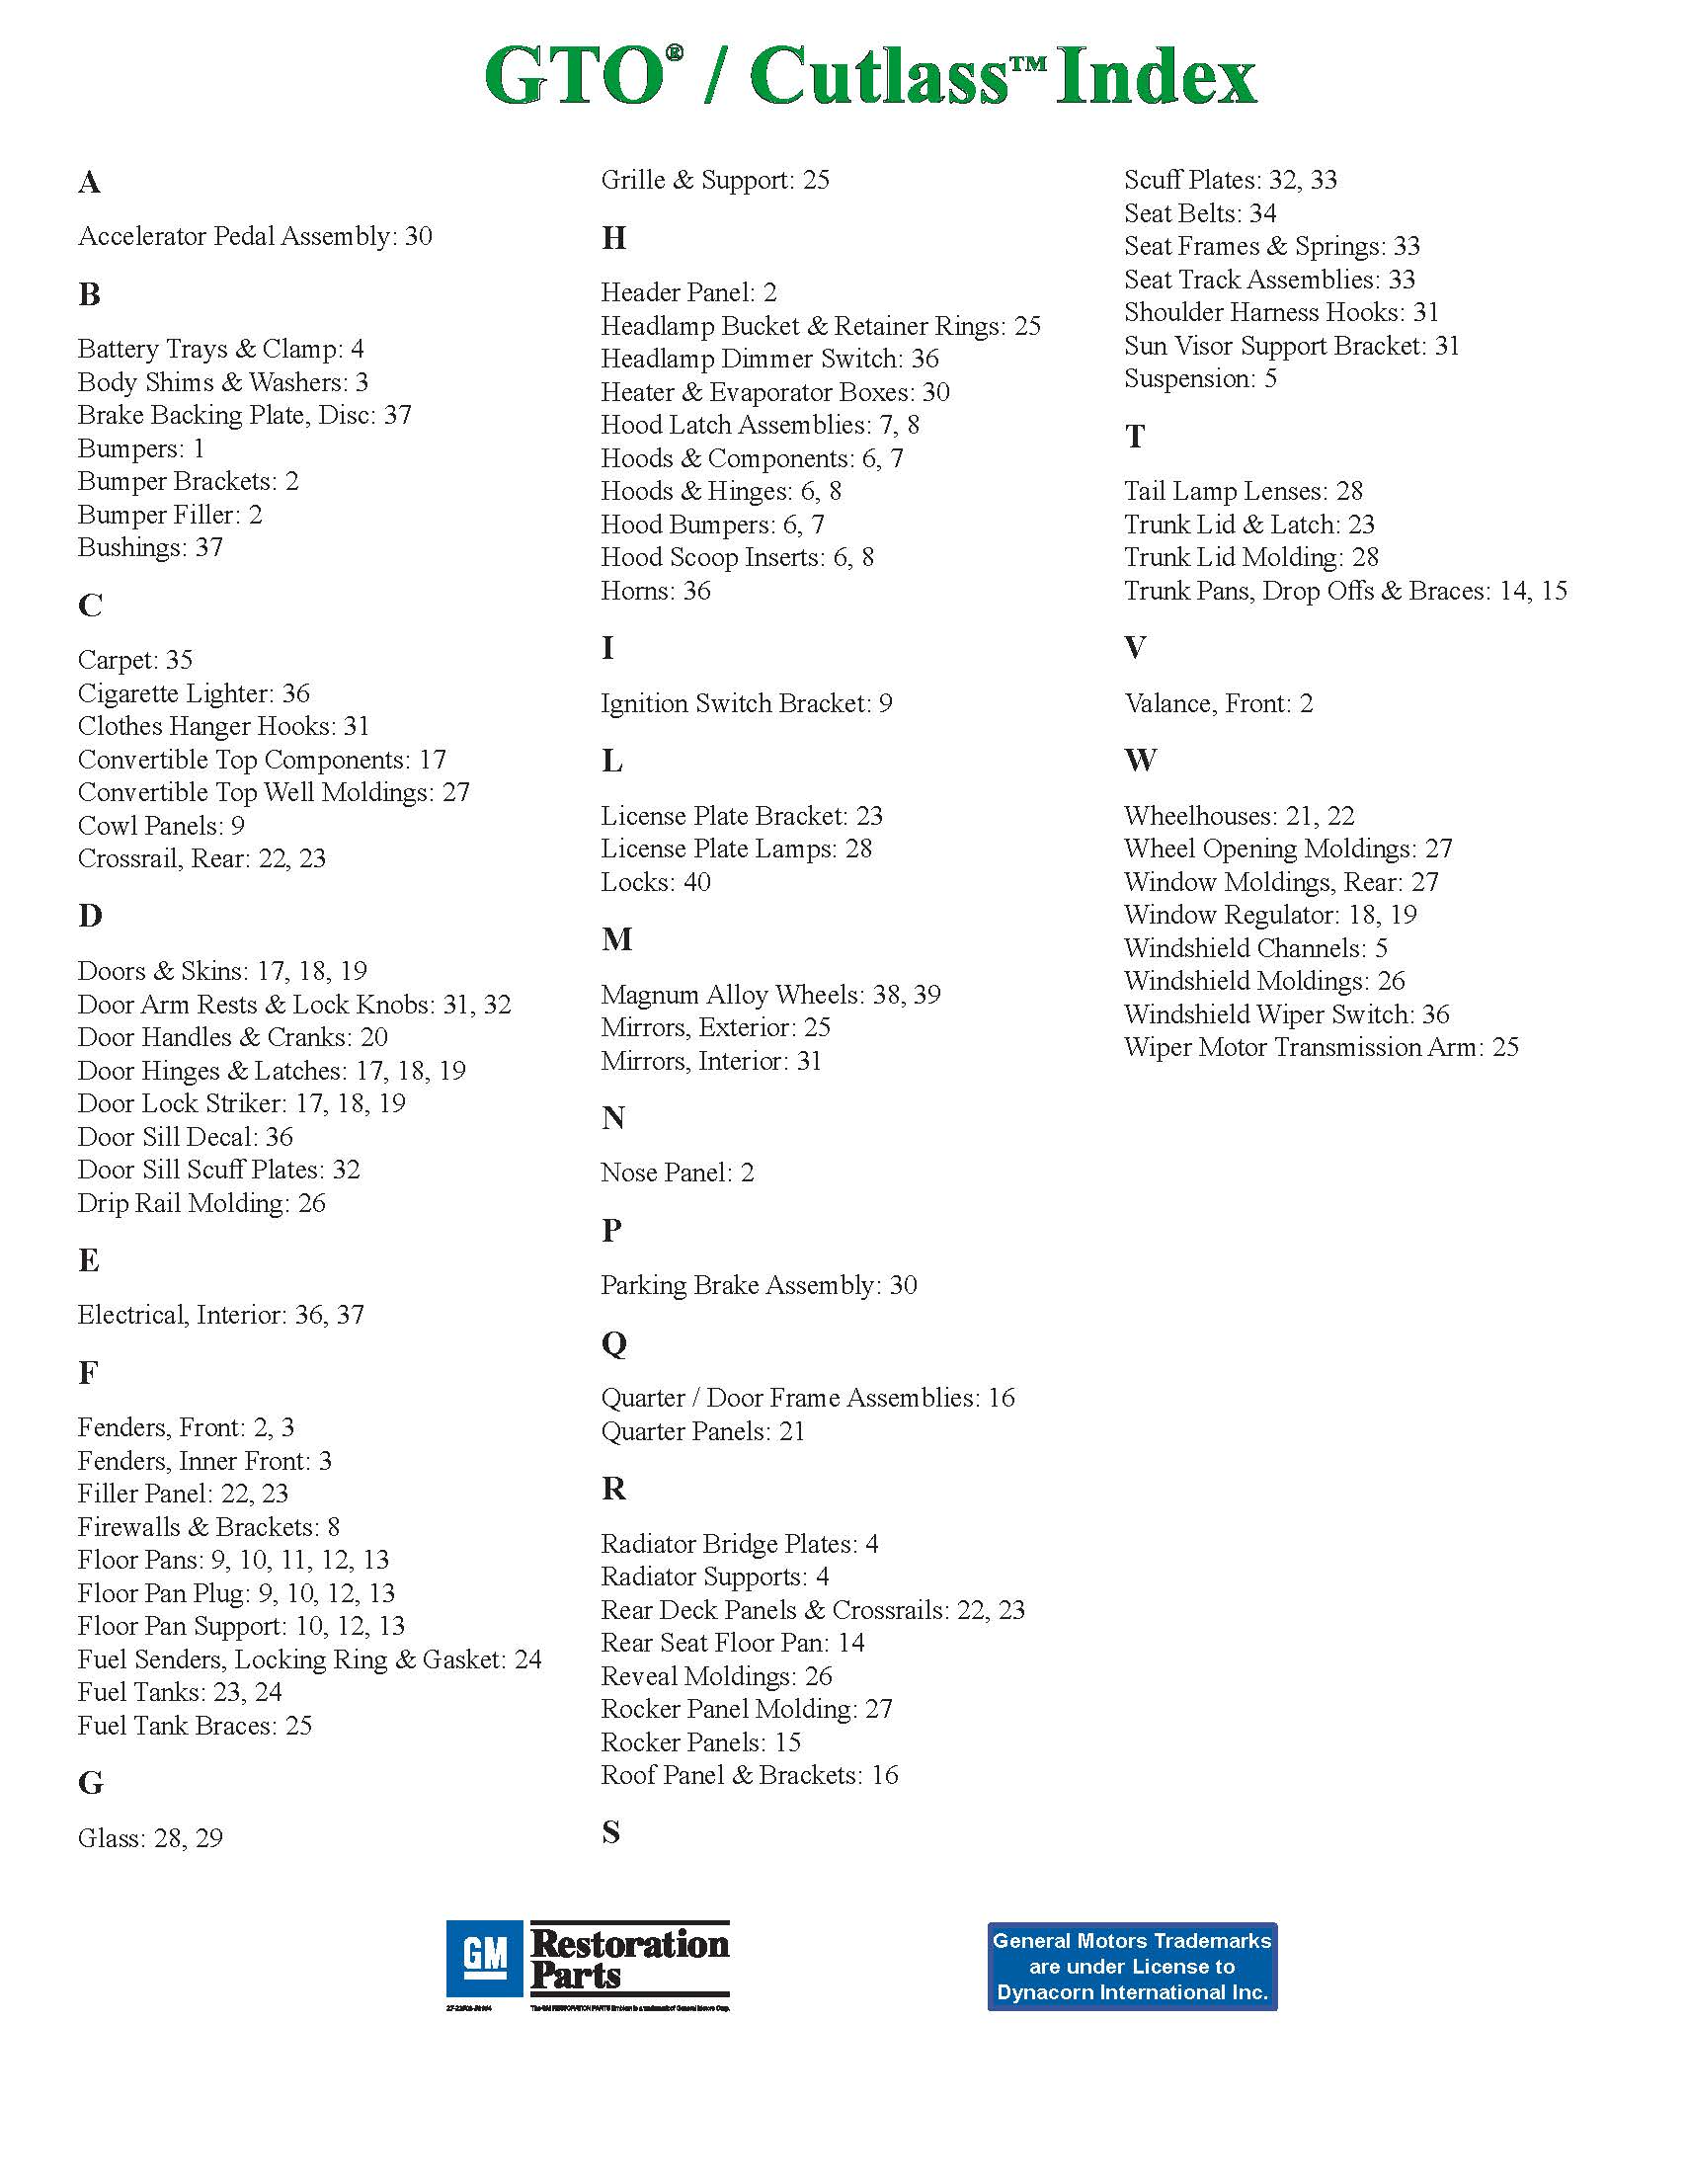 GTO® / Cutlass™ Index
A
Accelerator Pedal Assembly: 30
B
Battery Trays & Clamp: 4
Body Shims & Washers: 3
Brake Backing Plate, Disc: 37
Bumpers: 1
Bumper Brackets: 2
Bumper Filler: 2
Bushings: 37
C
Carpet: 35
Cigarette Lighter: 36
Clothes Hanger Hooks: 31
Convertible Top Components: 17
Convertible Top Well Moldings: 27
Cowl Panels: 9
Crossrail, Rear: 22, 23
D
Doors & Skins: 17, 18, 19
Door Arm Rests & Lock Knobs: 31, 32
Door Handles & Cranks: 20
Door Hinges & Latches: 17, 18, 19
Door Lock Striker: 17, 18, 19
Door Sill Decal: 36
Door Sill Scuff Plates: 32
Drip Rail Molding: 26
E
Electrical, Interior: 36, 37
F
Fenders, Front: 2, 3
Fenders, Inner Front: 3
Filler Panel: 22, 23
Firewalls & Brackets: 8
Floor Pans: 9, 10, 11, 12, 13
Floor Pan Plug: 9, 10, 12, 13
Floor Pan Support: 10, 12, 13
Fuel Senders, Locking Ring & Gasket: 24
Fuel Tanks: 23, 24
Fuel Tank Braces: 25
G
Glass: 28, 29
Grille & Support: 25
H
Header Panel: 2
Headlamp Bucket & Retainer Rings: 25
Headlamp Dimmer Switch: 36
Heater & Evaporator Boxes: 30
Hood Latch Assemblies: 7, 8
Hoods & Components: 6, 7
Hoods & Hinges: 6, 8
Hood Bumpers: 6, 7
Hood Scoop Inserts: 6, 8
Horns: 36
I
Ignition Switch Bracket: 9
L
License Plate Bracket: 23
License Plate Lamps: 28
Locks: 40
M
Magnum Alloy Wheels: 38, 39
Mirrors, Exterior: 25
Mirrors, Interior: 31
N
Nose Panel: 2
P
Parking Brake Assembly: 30
Q
Quarter / Door Frame Assemblies: 16
Quarter Panels: 21
R
Radiator Bridge Plates: 4
Radiator Supports: 4
Rear Deck Panels & Crossrails: 22, 23
Rear Seat Floor Pan: 14
Reveal Moldings: 26
Rocker Panel Molding: 27
Rocker Panels: 15
Roof Panel & Brackets: 16
S
Scuff Plates: 32, 33
Seat Belts: 34
Seat Frames & Springs: 33
Seat Track Assemblies: 33
Shoulder Harness Hooks: 31
Sun Visor Support Bracket: 31
Suspension: 5
T
Tail Lamp Lenses: 28
Trunk Lid & Latch: 23
Trunk Lid Molding: 28
Trunk Pans, Drop Offs & Braces: 14, 15
V
Valance, Front: 2
W
Wheelhouses: 21, 22
Wheel Opening Moldings: 27
Window Moldings, Rear: 27
Window Regulator: 18, 19
Windshield Channels: 5
Windshield Moldings: 26
Windshield Wiper Switch: 36
Wiper Motor Transmission Arm: 25
GM Restoration
Parts
The GM RESTORATION PARTS Emblem is a trademark of General Motors Corp.
General Motors Trademarks
are under License to
Dynacorn International Inc.